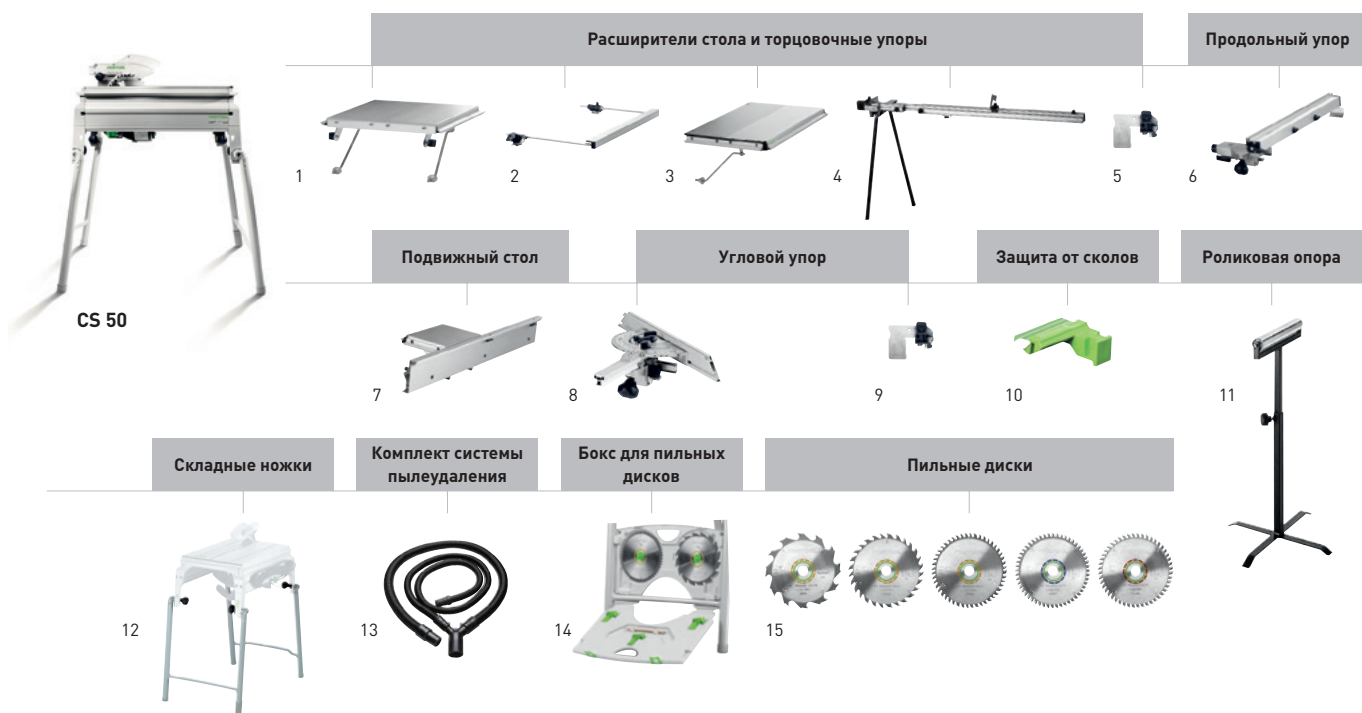 Расширители стола и торцовочные упоры
Продольный упор
1
2
3
4
5
6
CS 50
Подвижный стол
Угловой упор
Защита от сколов
Роликовая опора
7
8
9
10
11
Складные ножки
Комплект системы
пылеудаления
Бокс для пильных
дисков
Пильные диски
12
13
14
15